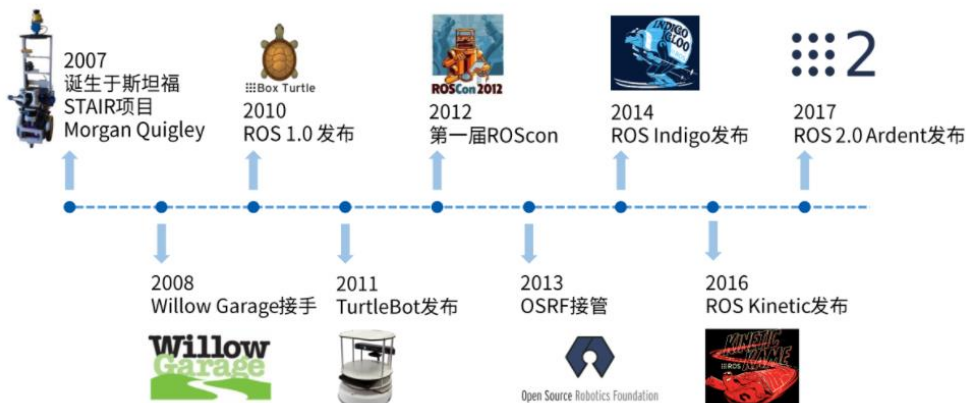 2007
诞生于斯坦福
STAIR项目
Morgan Quigley
Box Turtle
2010
ROS 1.0 发布
ROSCon 2012
2012
第一届ROScon
INDIGO
IGLOO
2014
ROS Indigo发布
2
2017
ROS 2.0 Ardent发布
2008
Willow Garage接手
Willow
Garage
2011
TurtleBot发布
2013
OSRF接管
Open Source Robotics Foundation
2016
ROS Kinetic发布
KINETIC
KAME
ROS